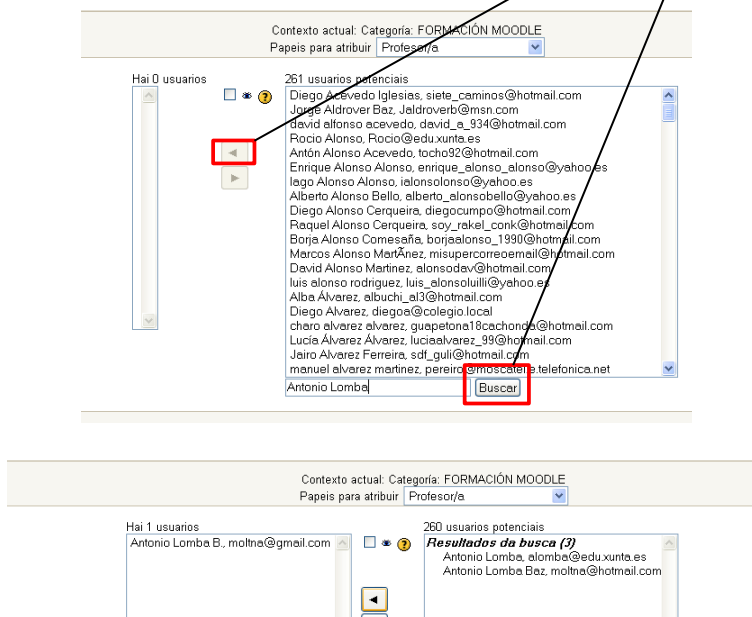 Contexto actual: Categoría: FORMACIÓN MOODLE
Papeis para atribuir Profesor/a
Hai 0 usuarios
261 usuarios potenciais
Diego Acevedo Iglesias, siete_caminos@hotmail.com
Jorge Aldrover Baz, Jaldroverb@msn.com
david alfonso acevedo, david_a_934@hotmail.com
Rocio Alonso, Rocio@edu.xunta.es
Antón Alonso Acevedo, tocho92@hotmail.com
Enrique Alonso Alonso, enrique_alonso_alonso@yahoo.es
Iago Alonso Alonso, ialonsolonso@yahoo.es
Alberto Alonso Bello, alberto_alonsobello@yahoo.es
Diego Alonso Cerqueira, diegocumpo@hotmail.com
Raquel Alonso Cerqueira, soy_rakel_conk@hotmail.com
Borja Alonso Comesaña, borjaalonso_1990@hotmail.com
Marcos Alonso MartÃnez, misupercorreoemail@hotmail.com
David Alonso Martinez, alonsodav@hotmail.com
luis alonso rodriguez, luis_alonsoluilli@yahoo.es
Alba Álvarez, albuchi_al3@hotmail.com
Diego Alvarez, diegoa@colegio.local
charo alvarez alvarez, guapetona18cachonda@hotmail.com
Lucía Álvarez Álvarez, luciaalvarez_99@hotmail.com
Jairo Alvarez Ferreira, sdf_guli@hotmail.com
manuel alvarez martinez, pereiro@moscatelle.telefonica.net
Antonio Lomba
Buscar
Contexto actual: Categoría: FORMACIÓN MOODLE
Papeis para atribuir Profesor/a
Hai 1 usuarios
260 usuarios potenciais
Antonio Lomba B., moltna@gmail.com
Resultados da busca (3)
Antonio Lomba, alomba@edu.xunta.es
Antonio Lomba Baz, moltna@hotmail.com